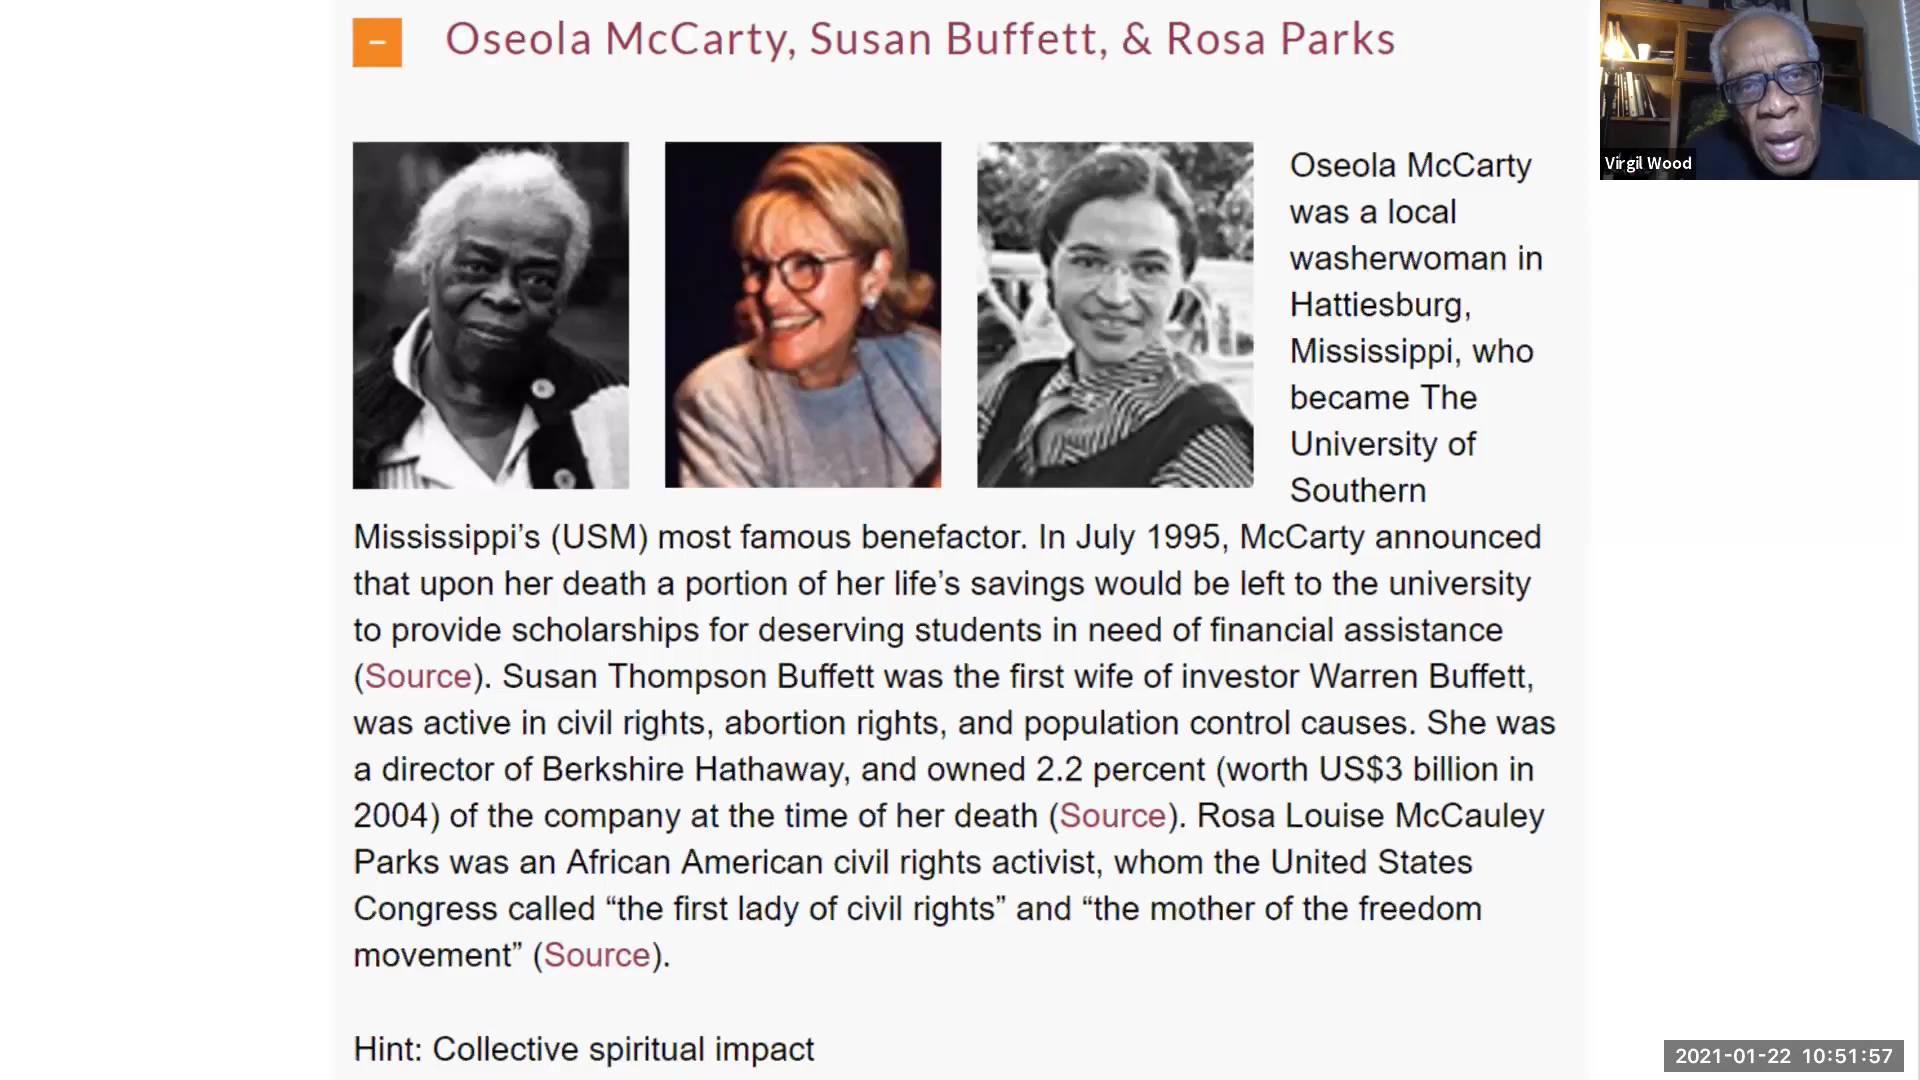 Oseola McCarty, Susan Buffett, & Rosa Parks
Virgil Wood
Oseola McCarty
was a local
washerwoman in
Hattiesburg,
Mississippi, who
became The
University of
Southern
Mississippi’s (USM) most famous benefactor. In July 1995, McCarty announced
that upon her death a portion of her life’s savings would be left to the university
to provide scholarships for deserving students in need of financial assistance
(Source). Susan Thompson Buffett was the first wife of investor Warren Buffett,
was active in civil rights, abortion rights, and population control causes. She was
a director of Berkshire Hathaway, and owned 2.2 percent (worth US$3 billion in
2004) of the company at the time of her death (Source). Rosa Louise McCauley
Parks was an African American civil rights activist, whom the United States
Congress called “the first lady of civil rights” and “the mother of the freedom
movement” (Source).
Hint: Collective spiritual impact
2021-01-22 10:51:57